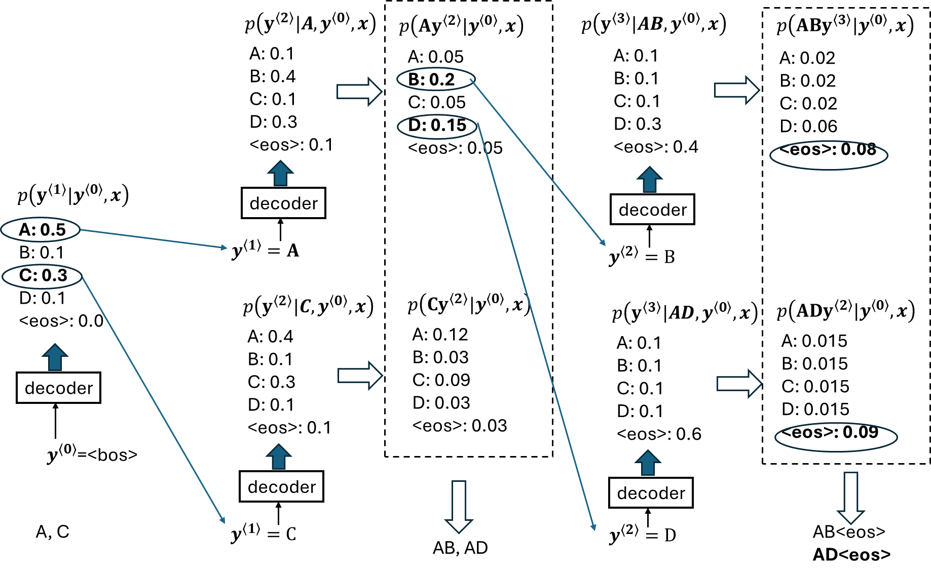 p(y⟨1⟩|y⟨0⟩, x)
A: 0.5
B: 0.1
C: 0.3
D: 0.1
<eos>: 0.0
decoder
y⟨0⟩=<bos>
A, C
p(y⟨2⟩|A, y⟨0⟩, x)
A: 0.1
B: 0.4
C: 0.1
D: 0.3
<eos>: 0.1
decoder
y⟨1⟩ = A
p(y⟨2⟩|C, y⟨0⟩, x)
A: 0.4
B: 0.1
C: 0.3
D: 0.1
<eos>: 0.1
decoder
y⟨1⟩ = C
p(Ay⟨2⟩|y⟨0⟩, x)
A: 0.05
B: 0.2
C: 0.05
D: 0.15
<eos>: 0.05
p(Cy⟨2⟩|y⟨0⟩, x)
A: 0.12
B: 0.03
C: 0.09
D: 0.03
<eos>: 0.03
AB, AD
p(y⟨3⟩|AB, y⟨0⟩, x)
A: 0.1
B: 0.1
C: 0.1
D: 0.3
<eos>: 0.4
decoder
y⟨2⟩ = B
p(y⟨3⟩|AD, y⟨0⟩, x)
A: 0.1
B: 0.1
C: 0.1
D: 0.1
<eos>: 0.6
decoder
y⟨2⟩ = D
p(ABy⟨3⟩|y⟨0⟩, x)
A: 0.02
B: 0.02
C: 0.02
D: 0.06
<eos>: 0.08
p(ADy⟨2⟩|y⟨0⟩, x)
A: 0.015
B: 0.015
C: 0.015
D: 0.015
<eos>: 0.09
AB<eos>
AD<eos>